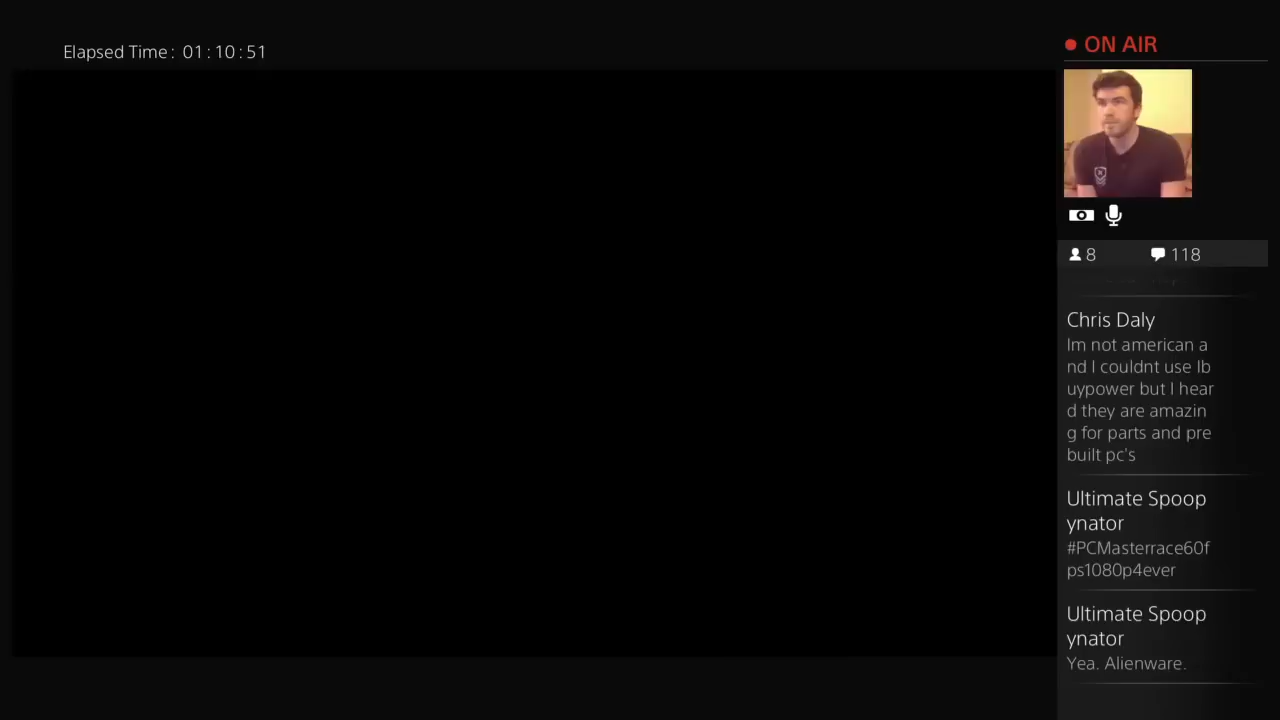 Elapsed Time: 01:10:51
ON AIR
8 118
Chris Daly
Im not american a
nd I couldnt use Ib
uypower but I hear
d they are amazin
g for parts and pre
built pc's
Ultimate Spoop
ynator
#PCMasterrace60f
ps1080p4ever
Ultimate Spoop
ynator
Yea. Alienware.